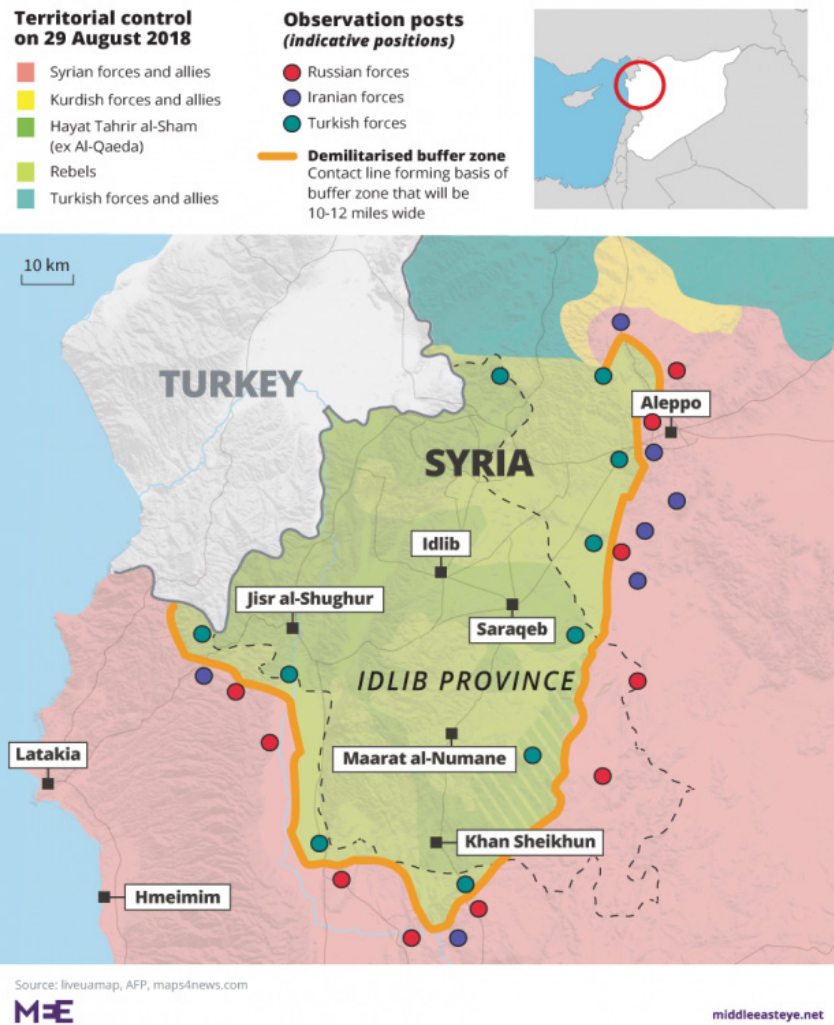 Territorial control
on 29 August 2018
Syrian forces and allies
Kurdish forces and allies
Hayat Tahrir al-Sham
(ex Al-Qaeda)
Rebels
Turkish forces and allies
Observation posts
(indicative positions)
Russian forces
Iranian forces
Turkish forces
Demilitarised buffer zone
Contact line forming basis of
buffer zone that will be
10-12 miles wide
10 km
TURKEY
Aleppo
SYRIA
Idlib
Jisr al-Shughur
Saraqeb
IDLIB PROVINCE
Latakia
Maarat al-Numane
Khan Sheikhun
Hmeimim
Source: liveuamap, AFP, maps4news.com
MEE
middleeasteye.net